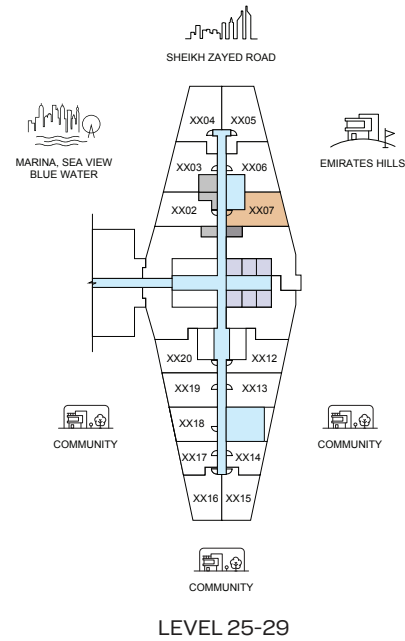 SHEIKH ZAYED ROAD
XX04 XX05
MARINA, SEA VIEW
BLUE WATER
EMIRATES HILLS
XX03 XX06
XX02 XX07
XX20 XX12
XX19 XX13
XX18
COMMUNITY
COMMUNITY
XX17 XX14
XX16 XX15
COMMUNITY
LEVEL 25-29